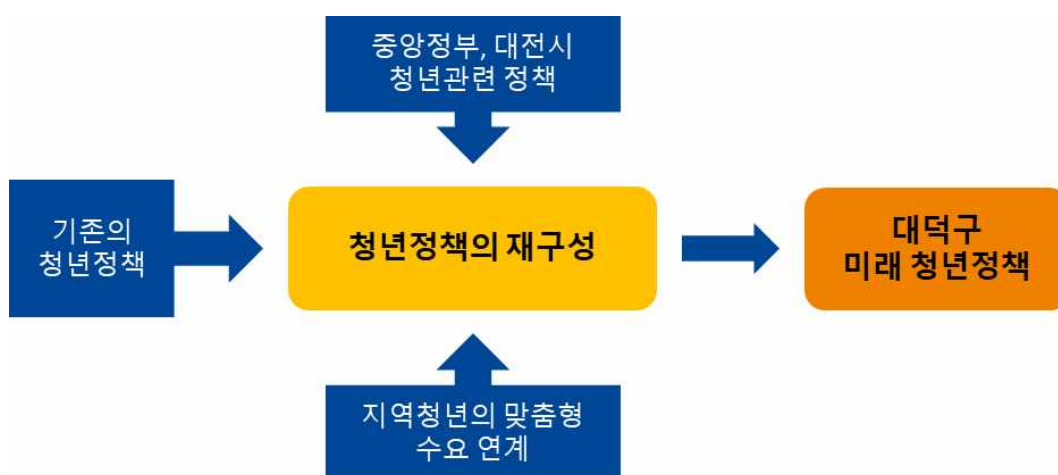 중앙정부, 대전시
청년관련 정책
기존의
청년정책
청년정책의 재구성
대덕구
미래 청년정책
지역청년의 맞춤형
수요 연계